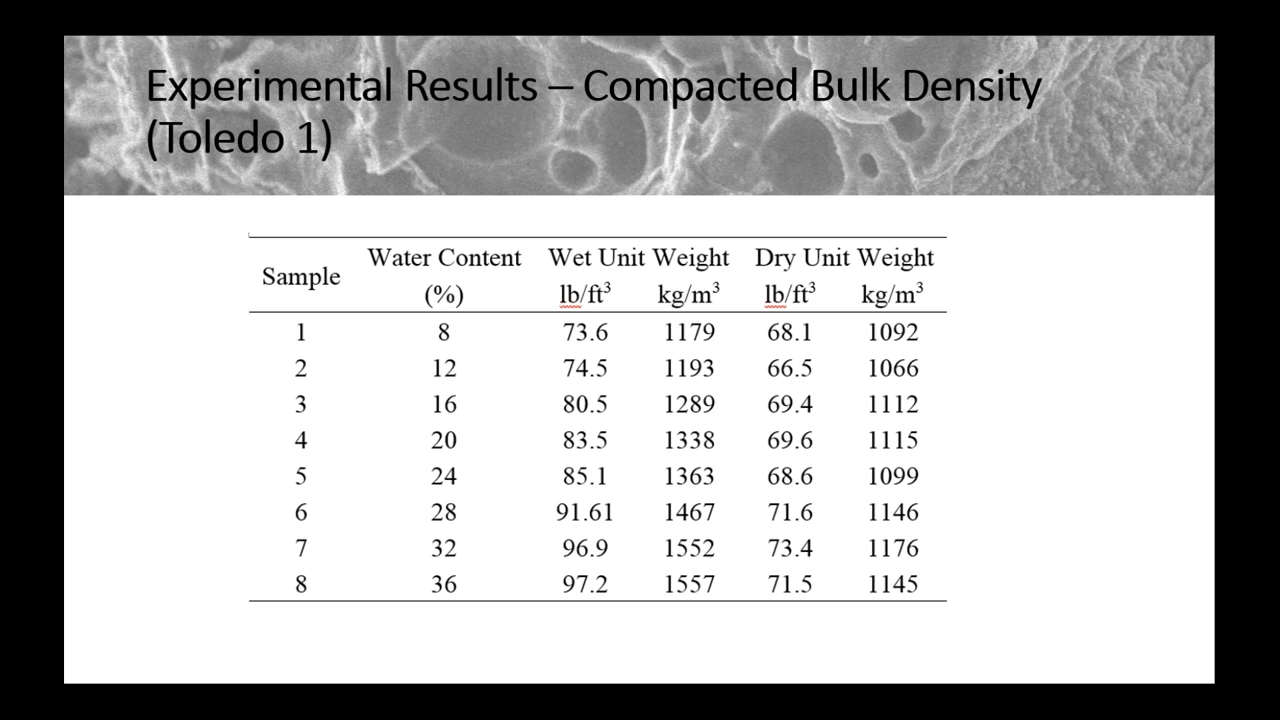 Experimental Results – Compacted Bulk Density
(Toledo 1)
Sample Water Content Wet Unit Weight Dry Unit Weight
(%) lb/ft³ kg/m³ lb/ft³ kg/m³
1 8 73.6 1179 68.1 1092
2 12 74.5 1193 66.5 1066
3 16 80.5 1289 69.4 1112
4 20 83.5 1338 69.6 1115
5 24 85.1 1363 68.6 1099
6 28 91.61 1467 71.6 1146
7 32 96.9 1552 73.4 1176
8 36 97.2 1557 71.5 1145